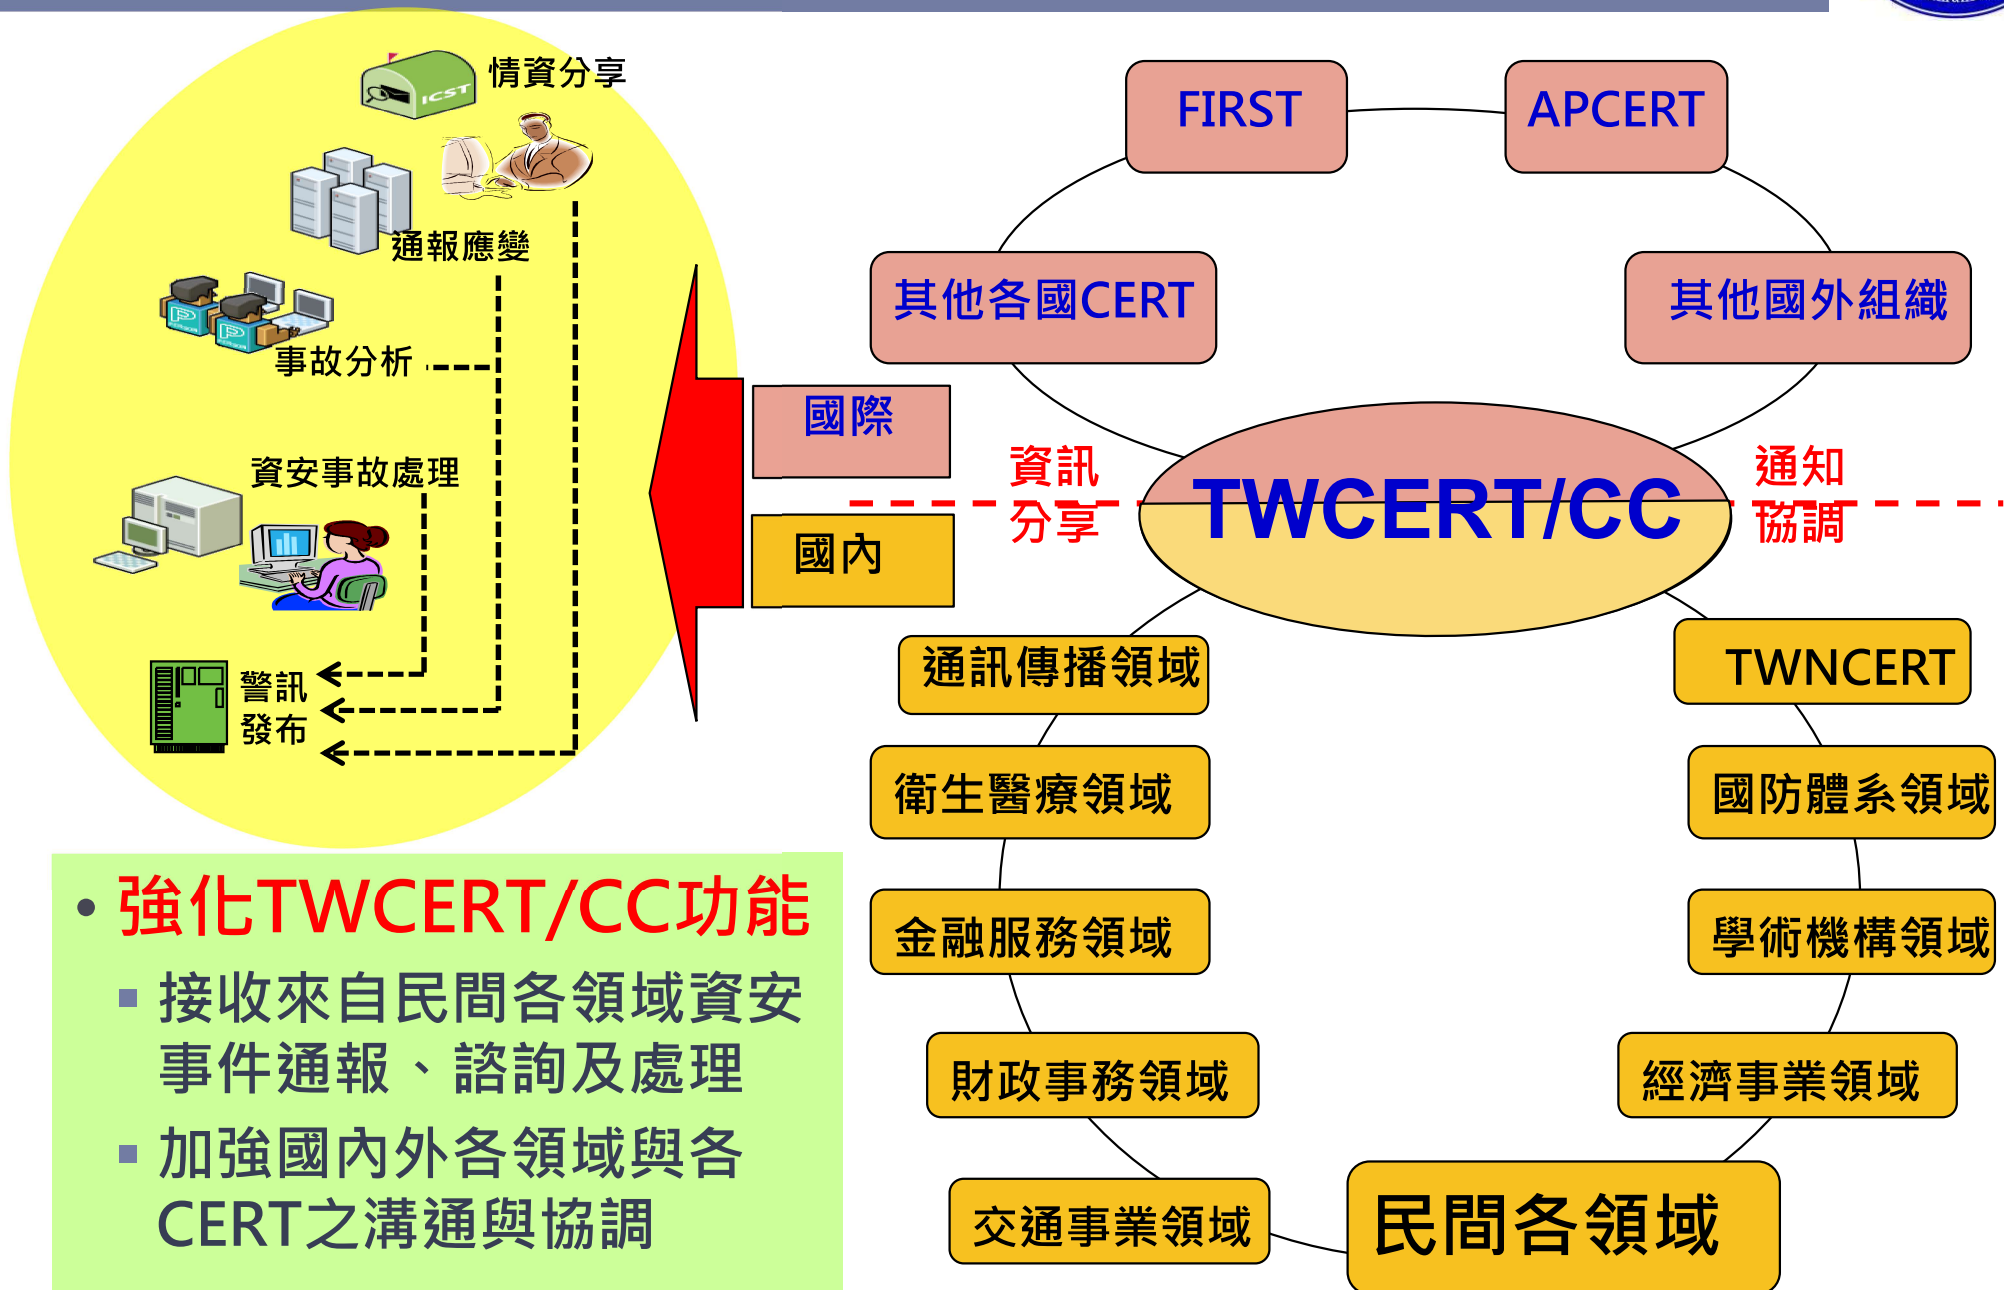 情資分享
ICST
通報應變
事故分析
資安事故處理
警訊
發布
國際
國內
FIRST
APCERT
其他各國CERT
其他國外組織
資訊
分享
TWCERT/CC
通知
協調
通訊傳播領域
TWNCERT
衛生醫療領域
國防體系領域
金融服務領域
學術機構領域
財政事務領域
經濟事業領域
交通事業領域
民間各領域
• 強化TWCERT/CC功能
▪ 接收來自民間各領域資安
事件通報、諮詢及處理
▪ 加強國內外各領域與各
CERT之溝通與協調